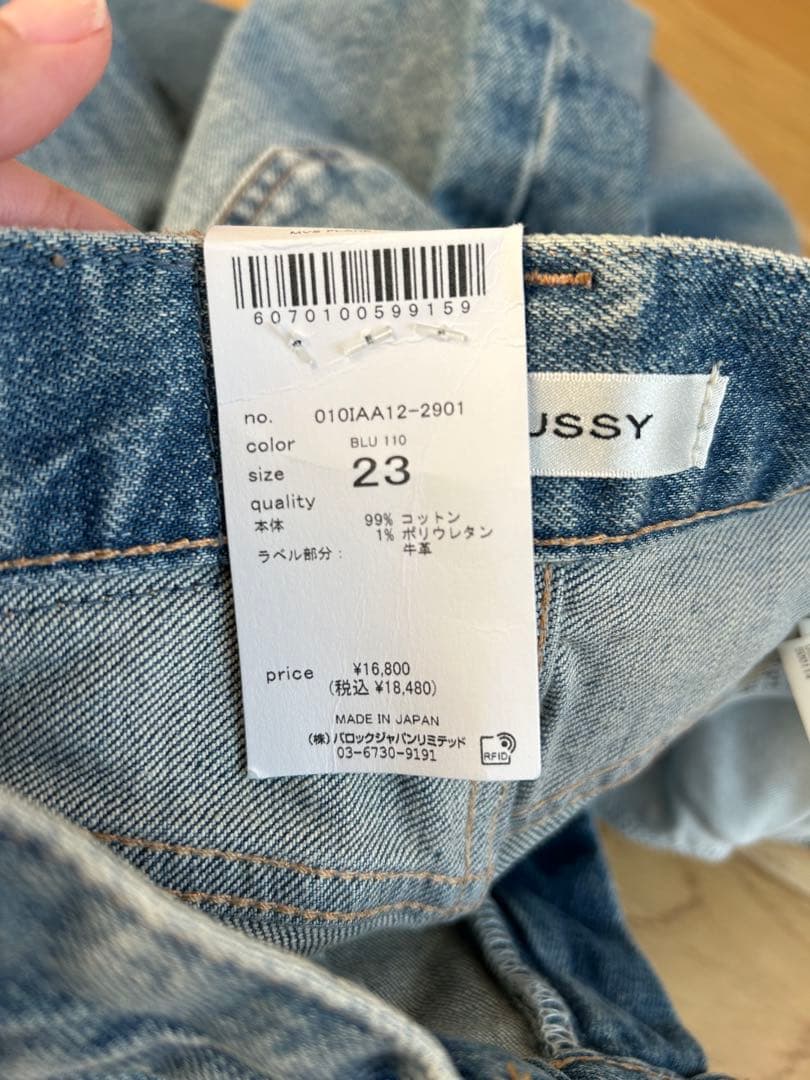 6070100599159
no. 010IAA12-2901
color BLU 110
size 23
quality
本体 99% コットン
1% ポリウレタン
ラベル部分： 牛革
price ¥16,800
(税込 ¥18,480)
MADE IN JAPAN
(株) バロックジャパンリミテッド
03-6730-9191
RFID
USSY